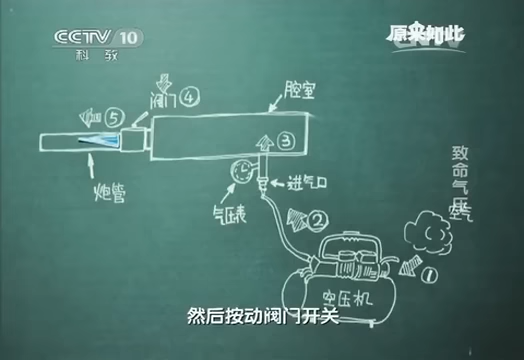 CCTV 10
科教
原来如此
阀门 ④
腔室
⑤
③
炮管
气压表
进气口
②
致命气压
空气
①
空压机
然后按动阀门开关